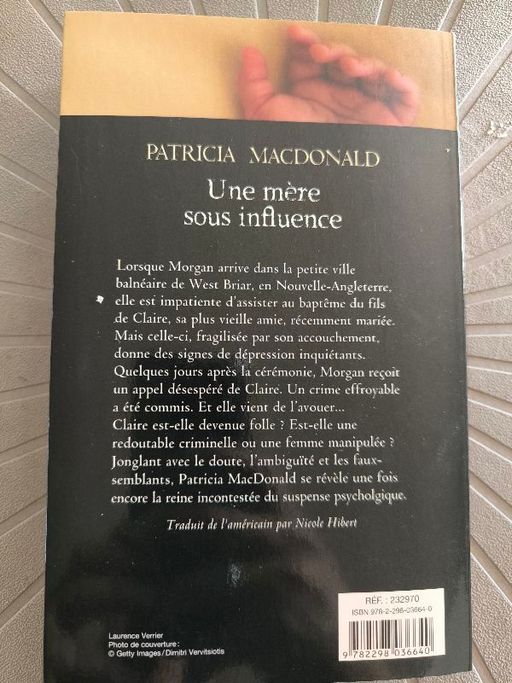 PATRICIA MACDONALD
Une mère
sous influence
Lorsque Morgan arrive dans la petite ville
balnéaire de West Briar, en Nouvelle-Angleterre,
elle est impatiente d'assister au baptême du fils
de Claire, sa plus vieille amie, récemment mariée.
Mais celle-ci, fragilisée par son accouchement,
donne des signes de dépression inquiétants.
Quelques jours après la cérémonie, Morgan reçoit
un appel désespéré de Claire. Un crime effroyable
a été commis. Et elle vient de l'avouer...
Claire est-elle devenue folle ? Est-elle une
redoutable criminelle ou une femme manipulée ?
Jonglant avec le doute, l'ambiguïté et les faux-
semblants, Patricia MacDonald se révèle une fois
encore la reine incontestée du suspense psycholgique.
Traduit de l'américain par Nicole Hibert
RÉF. : 232970
ISBN 978-2-298-03664-0
9 782298 036640
Laurence Verrier
Photo de couverture :
© Getty Images / Dimitri Vervitsiotis